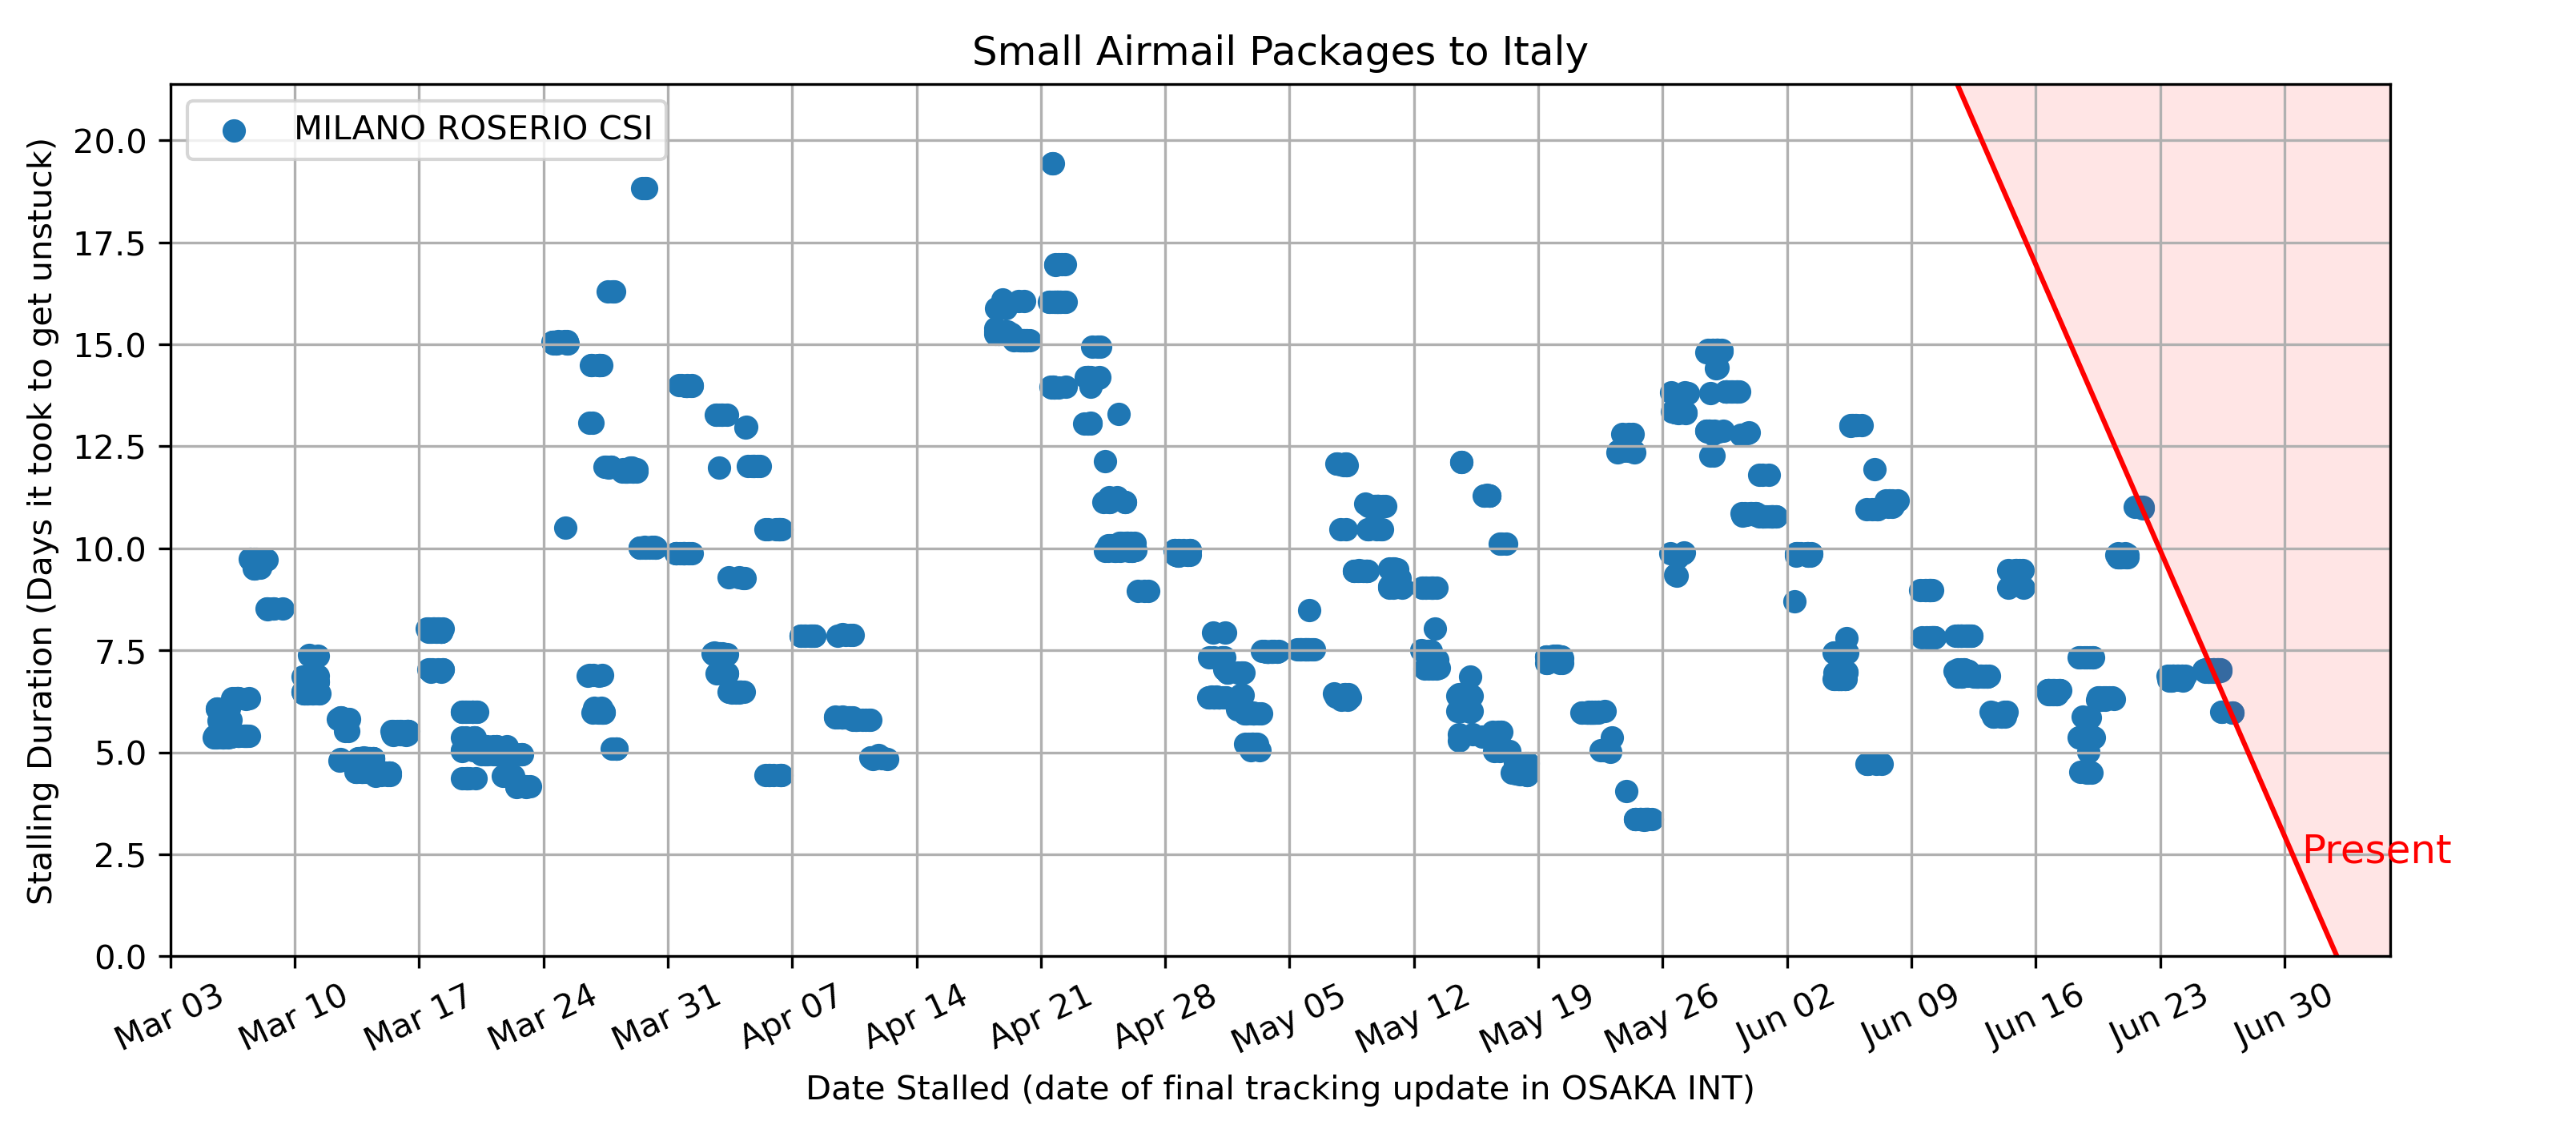 Small Airmail Packages to Italy
MILANO ROSERIO CSI
Stalling Duration (Days it took to get unstuck)
20.0
17.5
15.0
12.5
10.0
7.5
5.0
2.5
0.0
Present
Mar 03 Mar 10 Mar 17 Mar 24 Mar 31 Apr 07 Apr 14 Apr 21 Apr 28 May 05 May 12 May 19 May 26 Jun 02 Jun 09 Jun 16 Jun 23 Jun 30
Date Stalled (date of final tracking update in OSAKA INT)